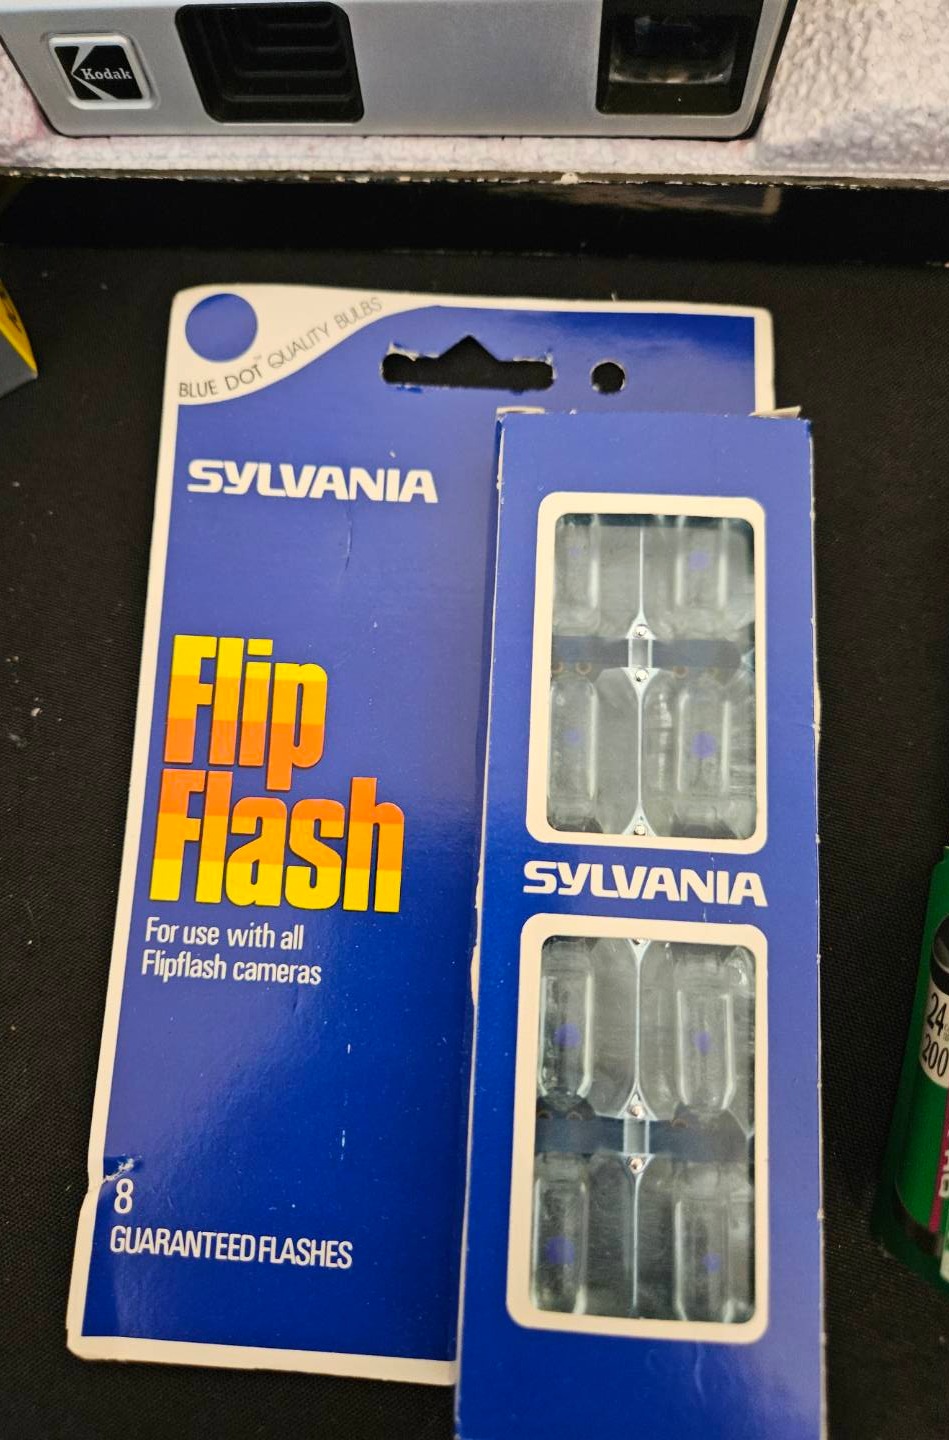 Kodak
BLUE DOT™ QUALITY BULBS
SYLVANIA
Flip
Flash
For use with all
Flipflash cameras
8
GUARANTEED FLASHES
SYLVANIA
24
200